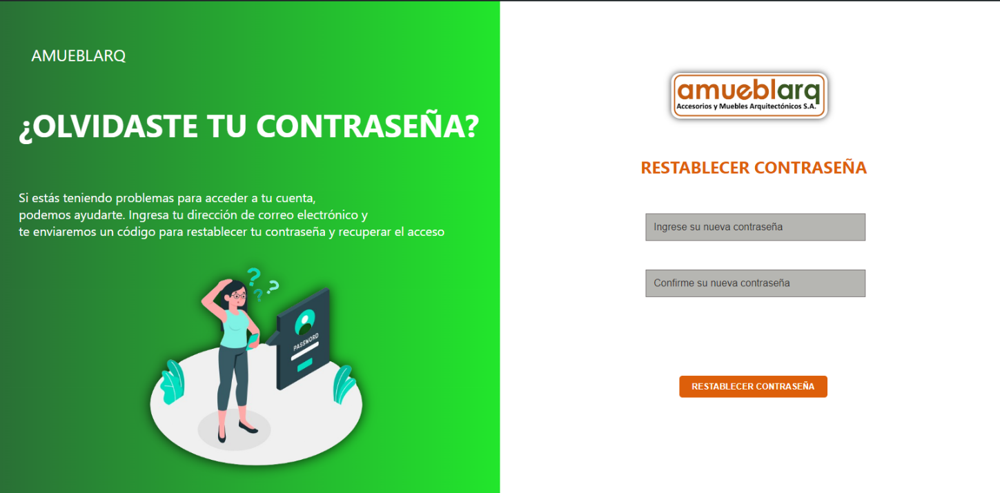 AMUEBLARQ
¿OLVIDASTE TU CONTRASEÑA?
Si estás teniendo problemas para acceder a tu cuenta,
podemos ayudarte. Ingresa tu dirección de correo electrónico y
te enviaremos un código para restablecer tu contraseña y recuperar el acceso
? ? ?
PASSWORD
amueblarq
Accesorios y Muebles Arquitectónicos S.A.
RESTABLECER CONTRASEÑA
Ingrese su nueva contraseña
Confirme su nueva contraseña
RESTABLECER CONTRASEÑA